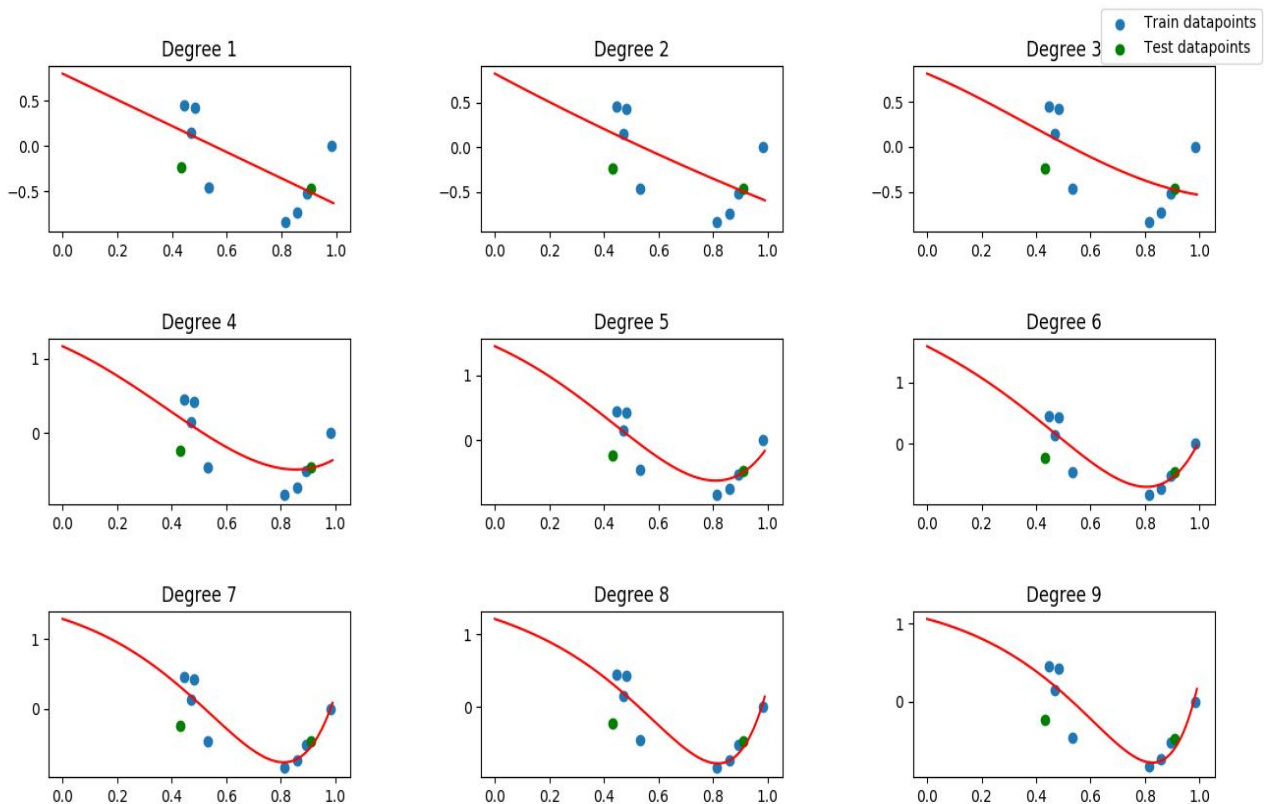 Train datapoints
Test datapoints
Degree 1
Degree 2
Degree 3
0.5
0.0
−0.5
0.0 0.2 0.4 0.6 0.8 1.0
0.5
0.0
−0.5
0.0 0.2 0.4 0.6 0.8 1.0
0.5
0.0
−0.5
0.0 0.2 0.4 0.6 0.8 1.0
Degree 4
Degree 5
Degree 6
1
0
0.0 0.2 0.4 0.6 0.8 1.0
1
0
0.0 0.2 0.4 0.6 0.8 1.0
1
0
0.0 0.2 0.4 0.6 0.8 1.0
Degree 7
Degree 8
Degree 9
1
0
0.0 0.2 0.4 0.6 0.8 1.0
1
0
0.0 0.2 0.4 0.6 0.8 1.0
1
0
0.0 0.2 0.4 0.6 0.8 1.0